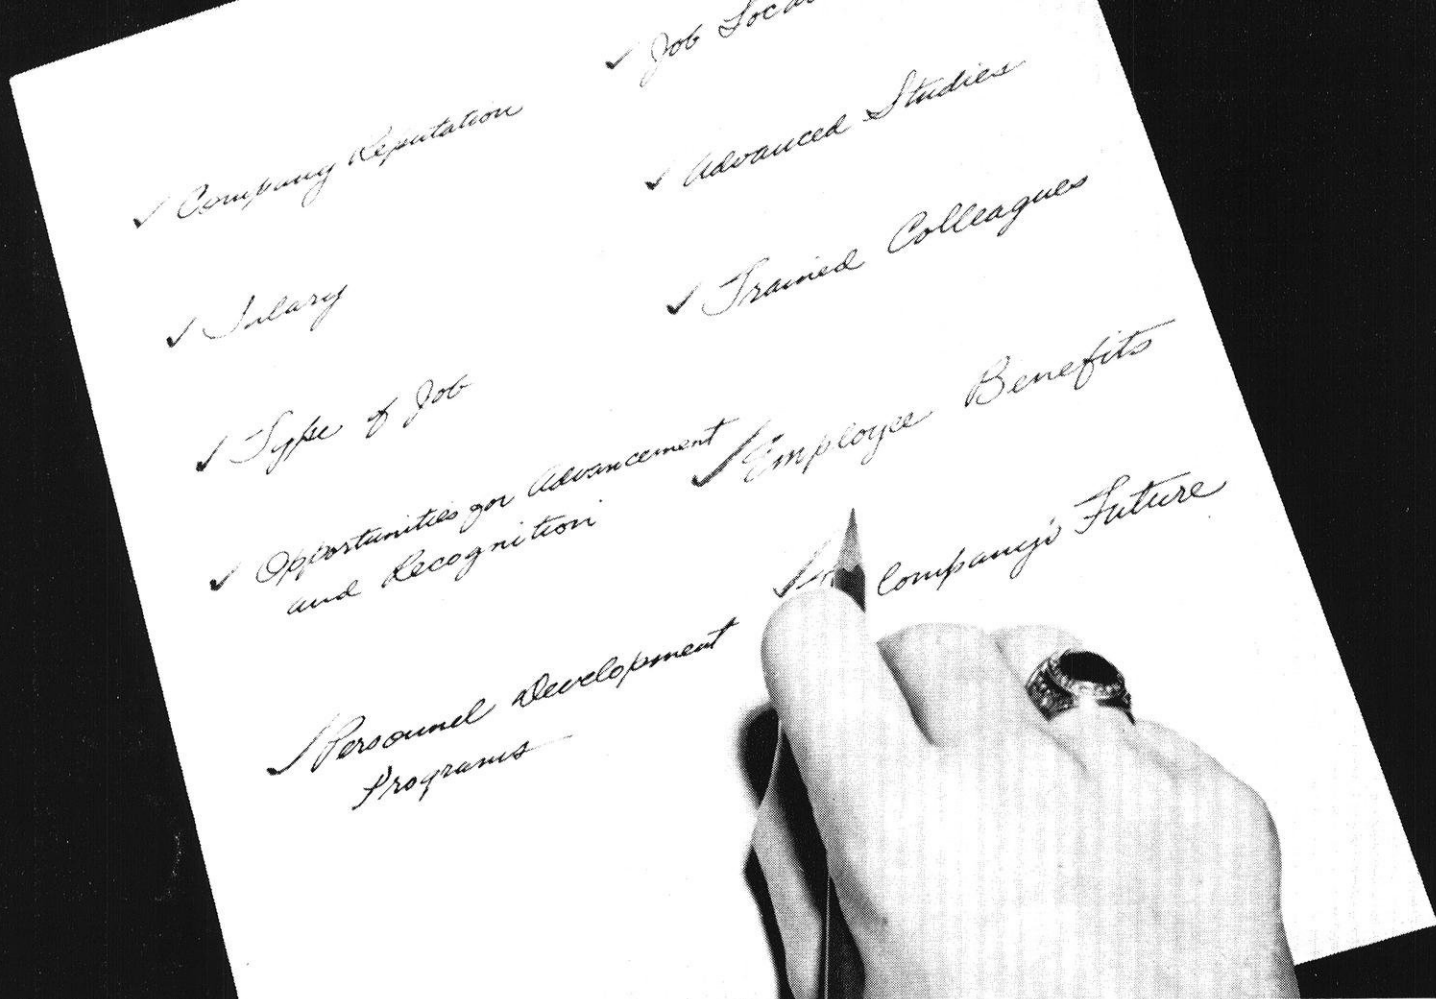 ✓ Company Reputation
✓ Salary
✓ Type of Job
✓ Opportunities for Advancement
and Recognition
✓ Personnel Development
Programs
✓ Job
✓ Advanced Studies
✓ Trained Colleagues
✓ Employee Benefits
✓ Company's Future